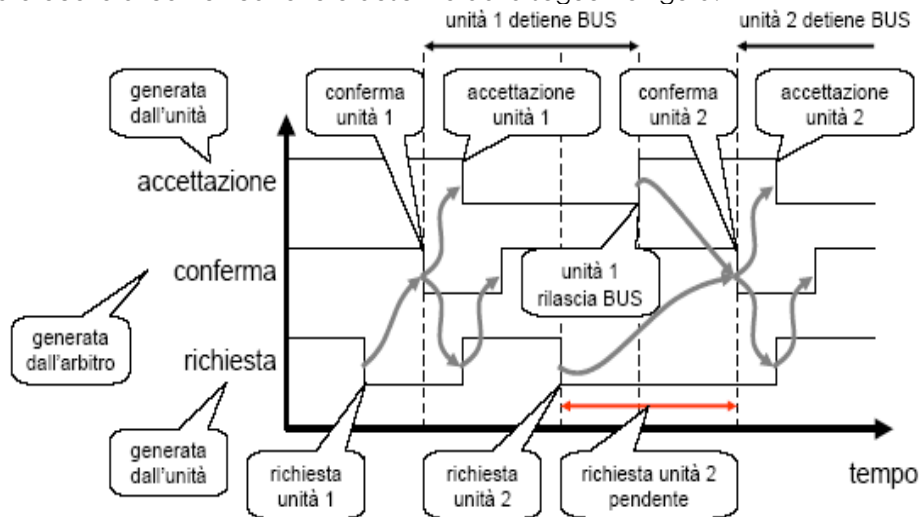 unità 1 detiene BUS
unità 2 detiene BUS
generata
dall'unità
conferma
unità 1
accettazione
unità 1
conferma
unità 2
accettazione
unità 2
accettazione
conferma
unità 1
rilascia BUS
generata
dall'arbitro
richiesta
generata
dall'unità
richiesta
unità 1
richiesta
unità 2
richiesta unità 2
pendente
tempo